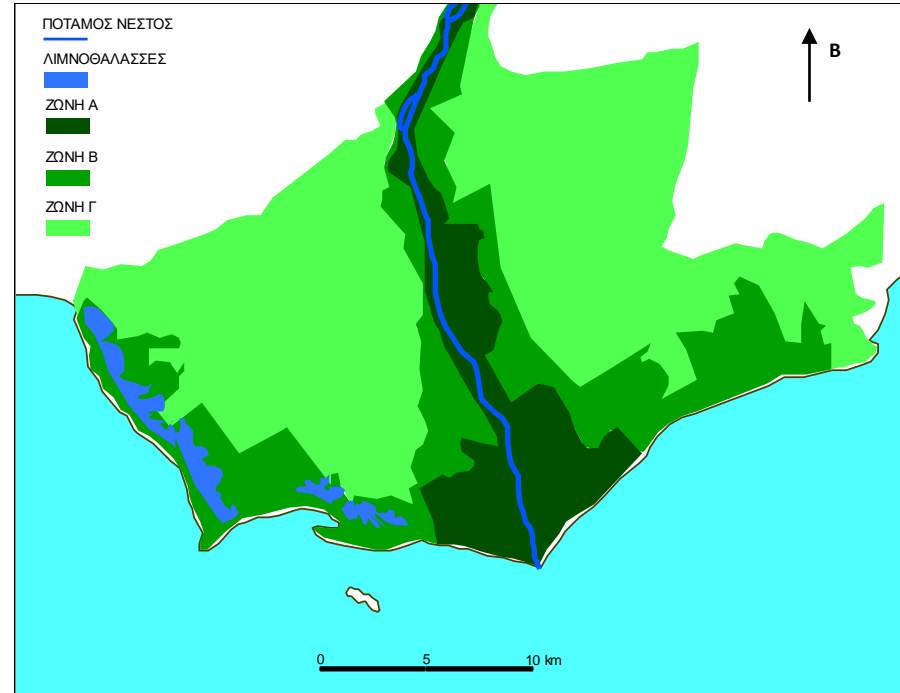 ΠΟΤΑΜΟΣ ΝΕΣΤΟΣ
ΛΙΜΝΟΘΑΛΑΣΣΕΣ
ΖΩΝΗ Α
ΖΩΝΗ Β
ΖΩΝΗ Γ
Β
0 5 10 km